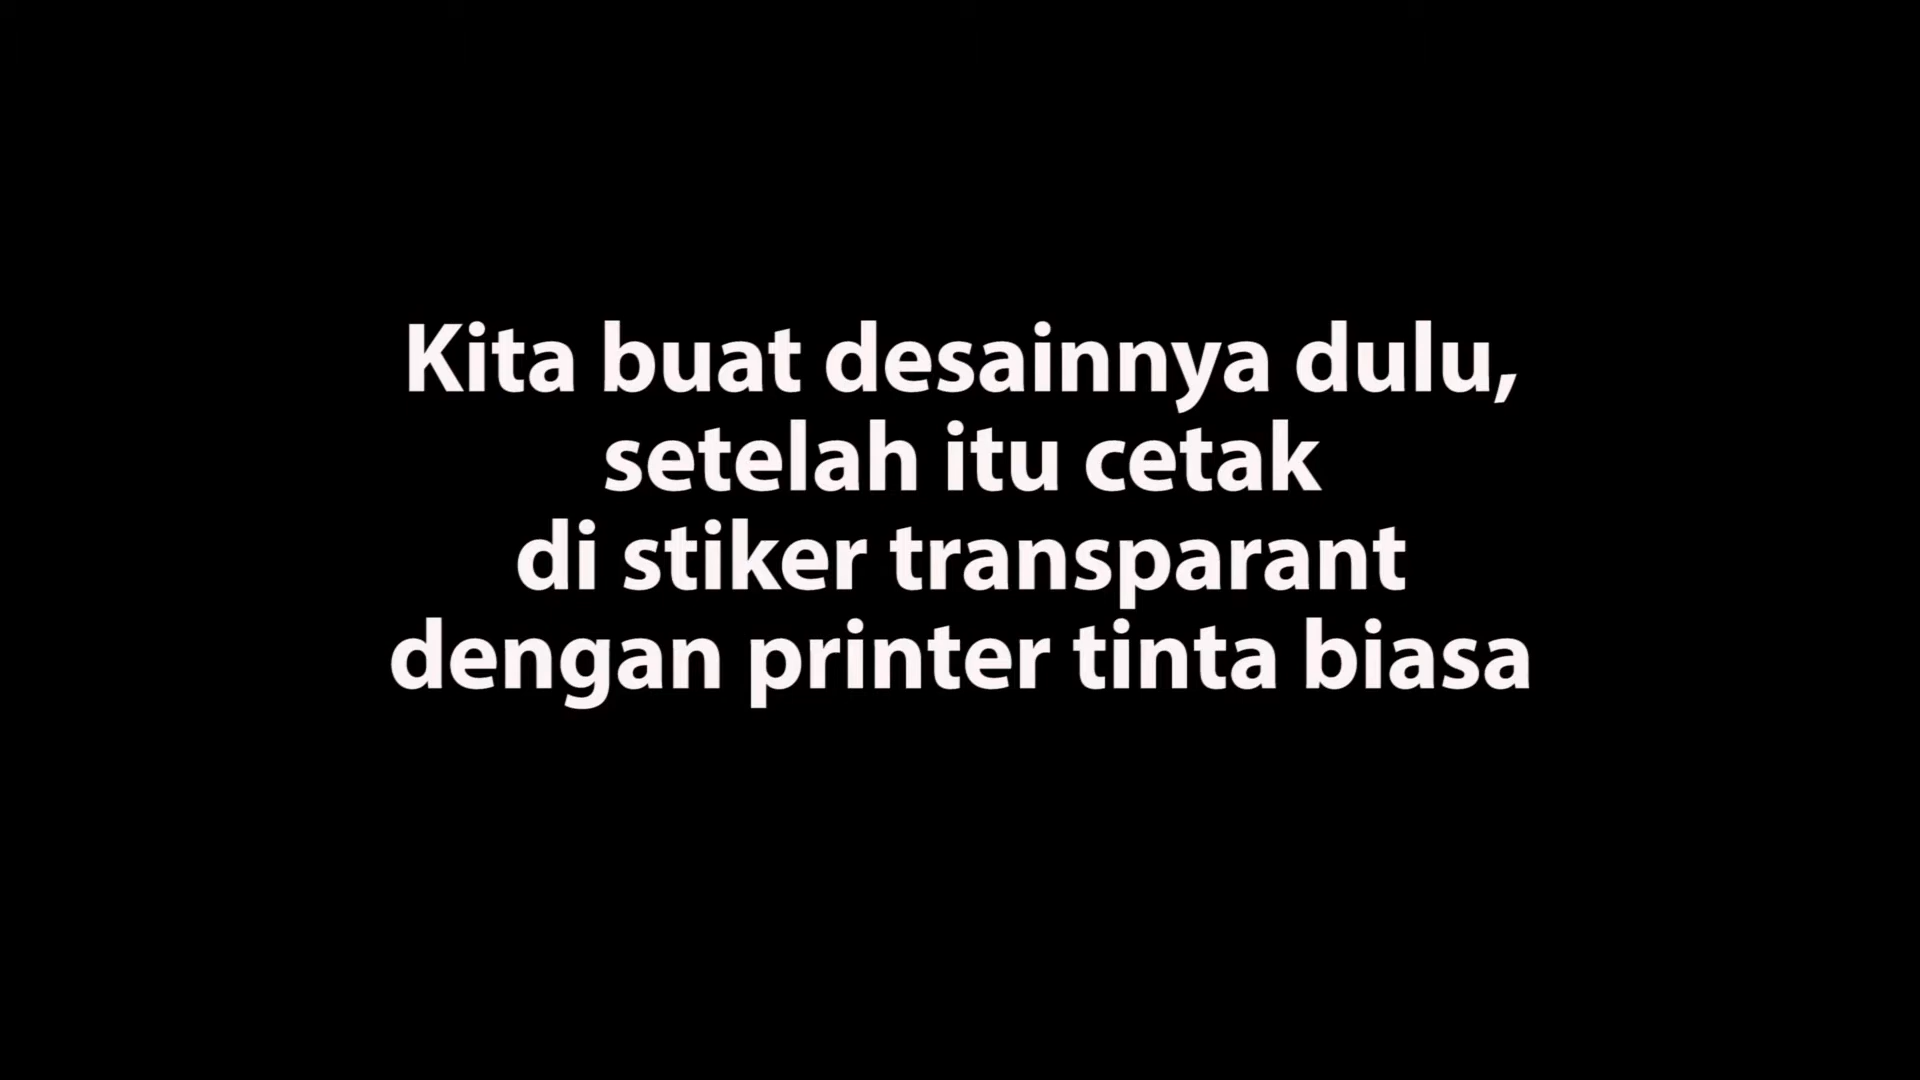 Kita buat desainnya dulu,
setelah itu cetak
di stiker transparant
dengan printer tinta biasa